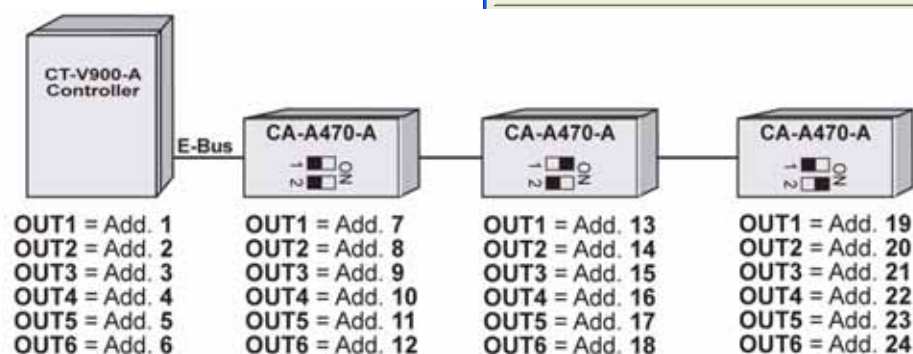 CT-V900-A
Controller
E-Bus
CA-A470-A
1 ON
2
CA-A470-A
1 ON
2
CA-A470-A
1 ON
2
OUT1 = Add. 1
OUT2 = Add. 2
OUT3 = Add. 3
OUT4 = Add. 4
OUT5 = Add. 5
OUT6 = Add. 6
OUT1 = Add. 7
OUT2 = Add. 8
OUT3 = Add. 9
OUT4 = Add. 10
OUT5 = Add. 11
OUT6 = Add. 12
OUT1 = Add. 13
OUT2 = Add. 14
OUT3 = Add. 15
OUT4 = Add. 16
OUT5 = Add. 17
OUT6 = Add. 18
OUT1 = Add. 19
OUT2 = Add. 20
OUT3 = Add. 21
OUT4 = Add. 22
OUT5 = Add. 23
OUT6 = Add. 24